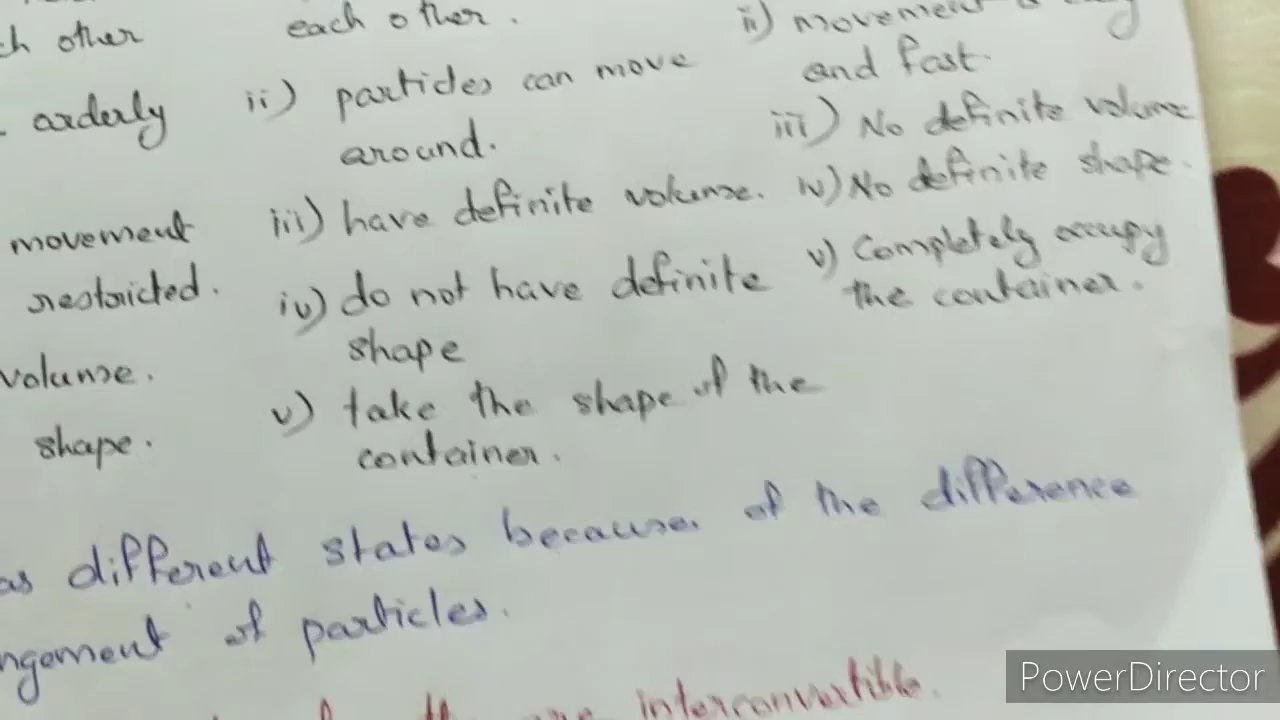 ch other
each other.
ii) movement
and fast.
orderly
ii) particles can move
around.
iii) No definite volume
movement
restricted.
iii) have definite volume.
iv) No definite shape.
iv) do not have definite
shape
v) Completely occupy
the container.
volume.
shape.
v) take the shape of the
container.
as different states because of the difference
ngement of particles.
interconvertible.
PowerDirector